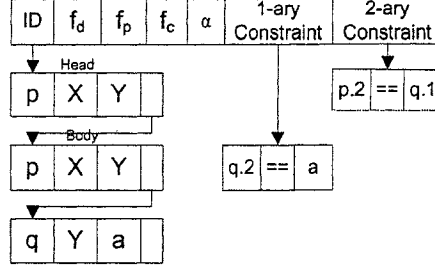 ID f_d f_p f_c α 1-ary Constraint 2-ary Constraint
Head
p X Y
p.2 == q.1
Body
p X Y
q.2 == a
q Y a